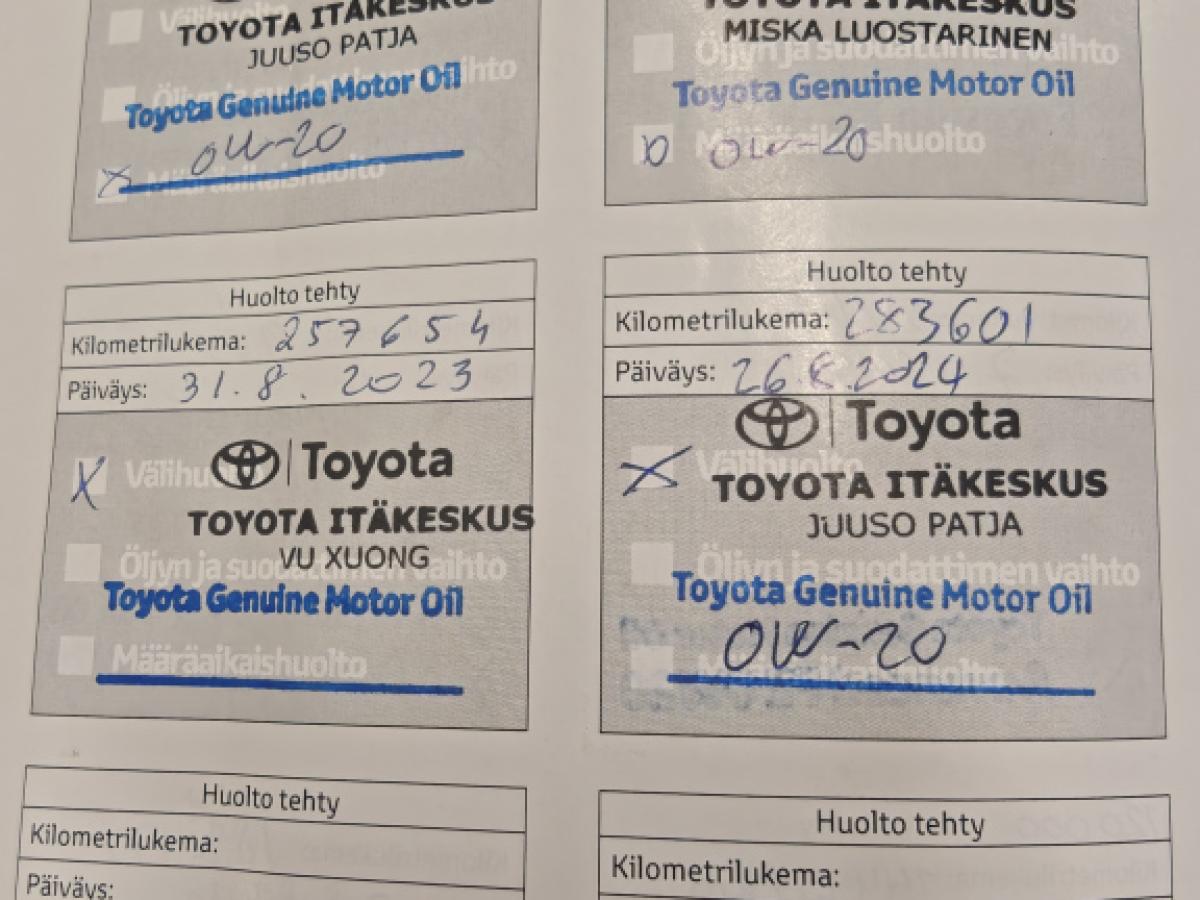 TOYOTA ITÄKESKUS
JUUSO PATJA
Öljyn ja suodattimen vaihto
Toyota Genuine Motor Oil
0W-20
X Määräaikaishuolto
TOYOTA ITÄKESKUS
MISKA LUOSTARINEN
Öljyn ja suodattimen vaihto
Toyota Genuine Motor Oil
Määräaikaishuolto
0W-20
Huolto tehty
Kilometrilukema: 257654
Päiväys: 31.8.2023
Toyota
X Välihuolto
TOYOTA ITÄKESKUS
VU XUONG
Öljyn ja suodattimen vaihto
Toyota Genuine Motor Oil
Määräaikaishuolto
Huolto tehty
Kilometrilukema: 283601
Päiväys: 26.8.2024
Toyota
X Välihuolto
TOYOTA ITÄKESKUS
JUUSO PATJA
Öljyn ja suodattimen vaihto
Toyota Genuine Motor Oil
0W-20
Määräaikaishuolto
Huolto tehty
Kilometrilukema:
Päiväys:
Huolto tehty
Kilometrilukema: